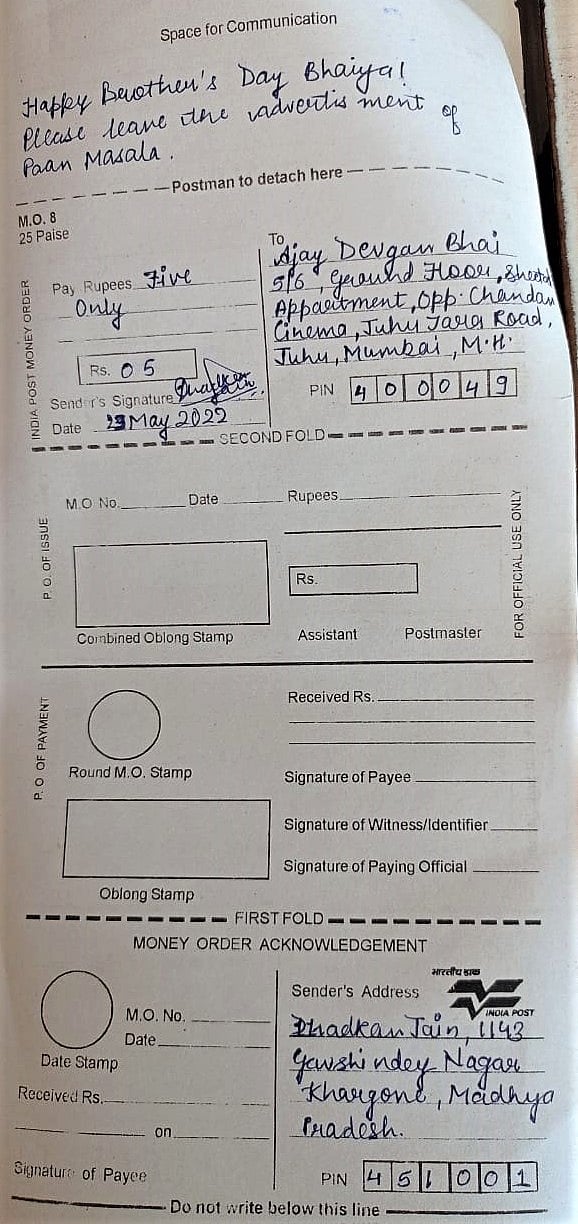 Space for Communication
Happy Brother's Day Bhaiya!
Please leave the advertisment of
Paan Masala.
Postman to detach here
M.O. 8
25 Paise
INDIA POST MONEY ORDER
Pay Rupees Five
Only
Rs. 05
Sender's Signature
Date 23 May 2022
To
Ajay Devgan Bhai
5/6, Ground Floor, Sheetal
Appartment, Opp. Chandan
Cinema, Juhu Tara Road,
Juhu, Mumbai, M.H.
PIN 400049
SECOND FOLD
P. O. OF ISSUE
M.O No. Date Rupees
Rs.
Combined Oblong Stamp Assistant Postmaster
FOR OFFICIAL USE ONLY
P. O OF PAYMENT
Received Rs.
Round M.O. Stamp
Signature of Payee
Signature of Witness/Identifier
Signature of Paying Official
Oblong Stamp
FIRST FOLD
MONEY ORDER ACKNOWLEDGEMENT
M.O. No.
Date
Date Stamp
Received Rs.
on
Signature of Payee
भारतीय डाक
INDIA POST
Sender's Address
Dhadkan Jain, 1143
Nagar
Khargone, Madhya
Pradesh.
PIN 451001
Do not write below this line